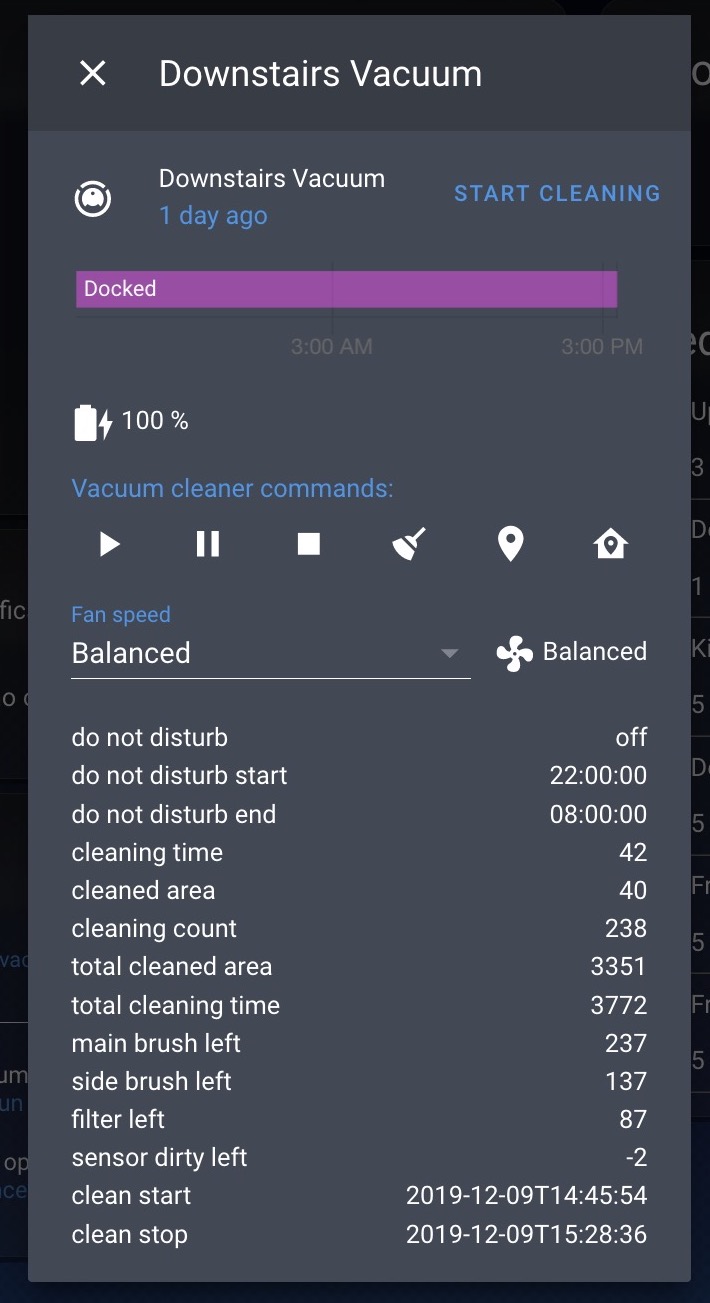 Downstairs Vacuum
Downstairs Vacuum
START CLEANING
1 day ago
Docked
3:00 AM 3:00 PM
100 %
Vacuum cleaner commands:
Fan speed
Balanced
Balanced
do not disturb off
do not disturb start 22:00:00
do not disturb end 08:00:00
cleaning time 42
cleaned area 40
cleaning count 238
total cleaned area 3351
total cleaning time 3772
main brush left 237
side brush left 137
filter left 87
sensor dirty left -2
clean start 2019-12-09T14:45:54
clean stop 2019-12-09T15:28:36